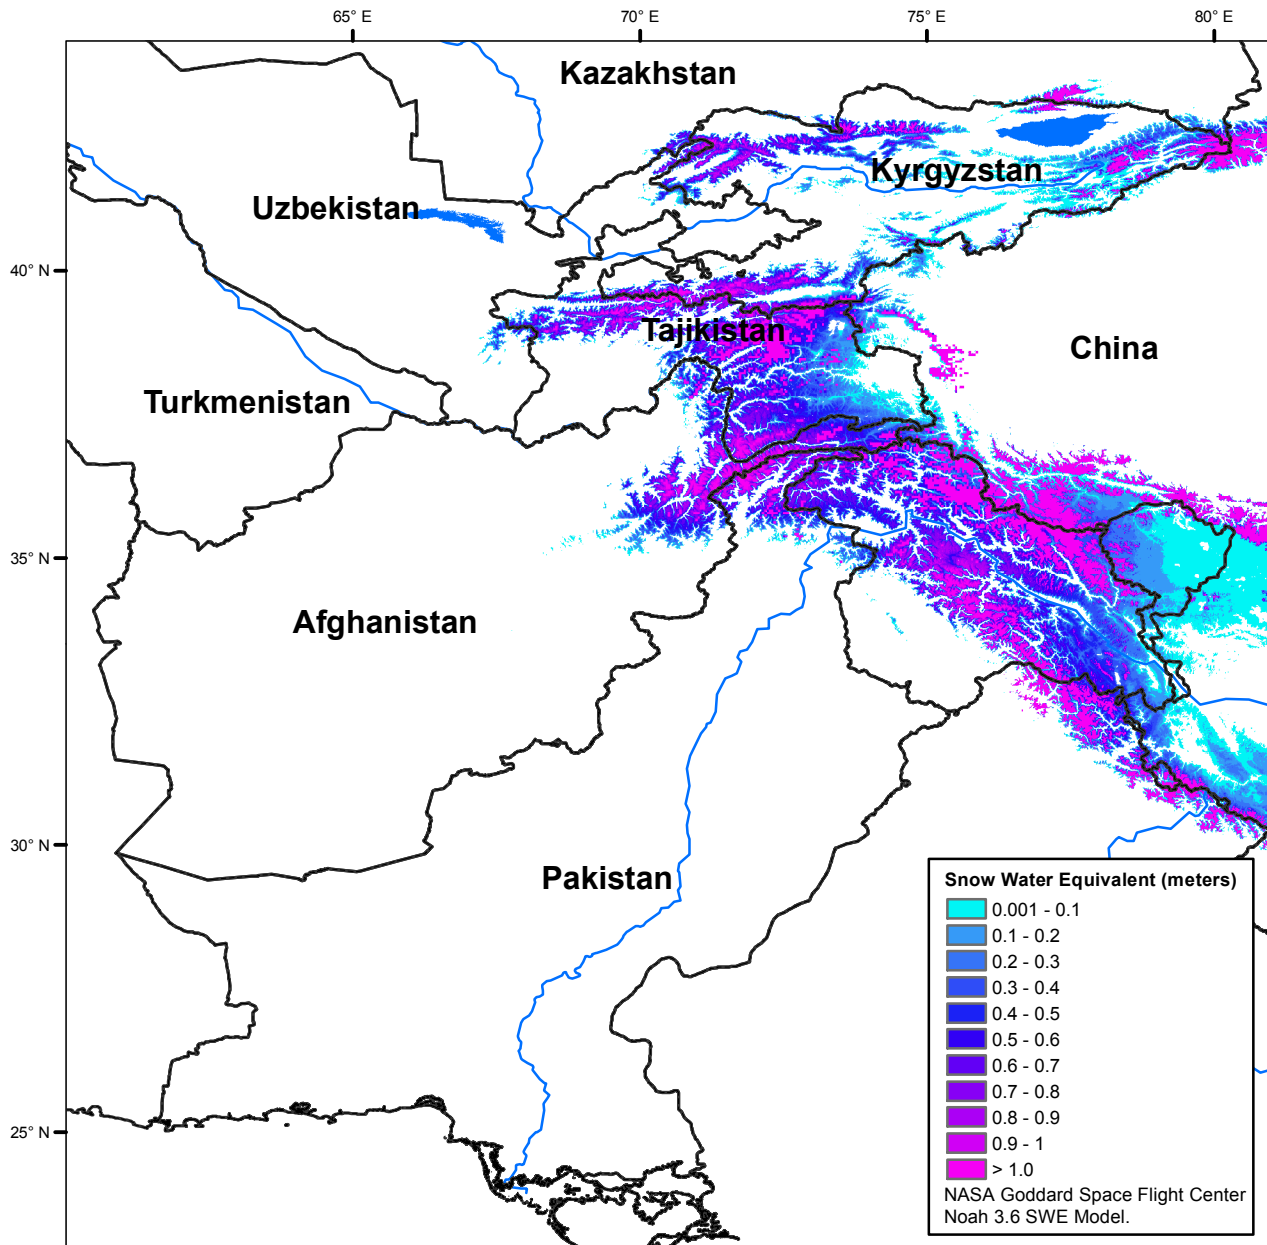 65° E
70° E
75° E
80° E
Kazakhstan
Kyrgyzstan
Uzbekistan
40° N
Tajikistan
China
Turkmenistan
35° N
Afghanistan
30° N
Pakistan
25° N
Snow Water Equivalent (meters)
0.001 - 0.1
0.1 - 0.2
0.2 - 0.3
0.3 - 0.4
0.4 - 0.5
0.5 - 0.6
0.6 - 0.7
0.7 - 0.8
0.8 - 0.9
0.9 - 1
> 1.0
NASA Goddard Space Flight Center
Noah 3.6 SWE Model.